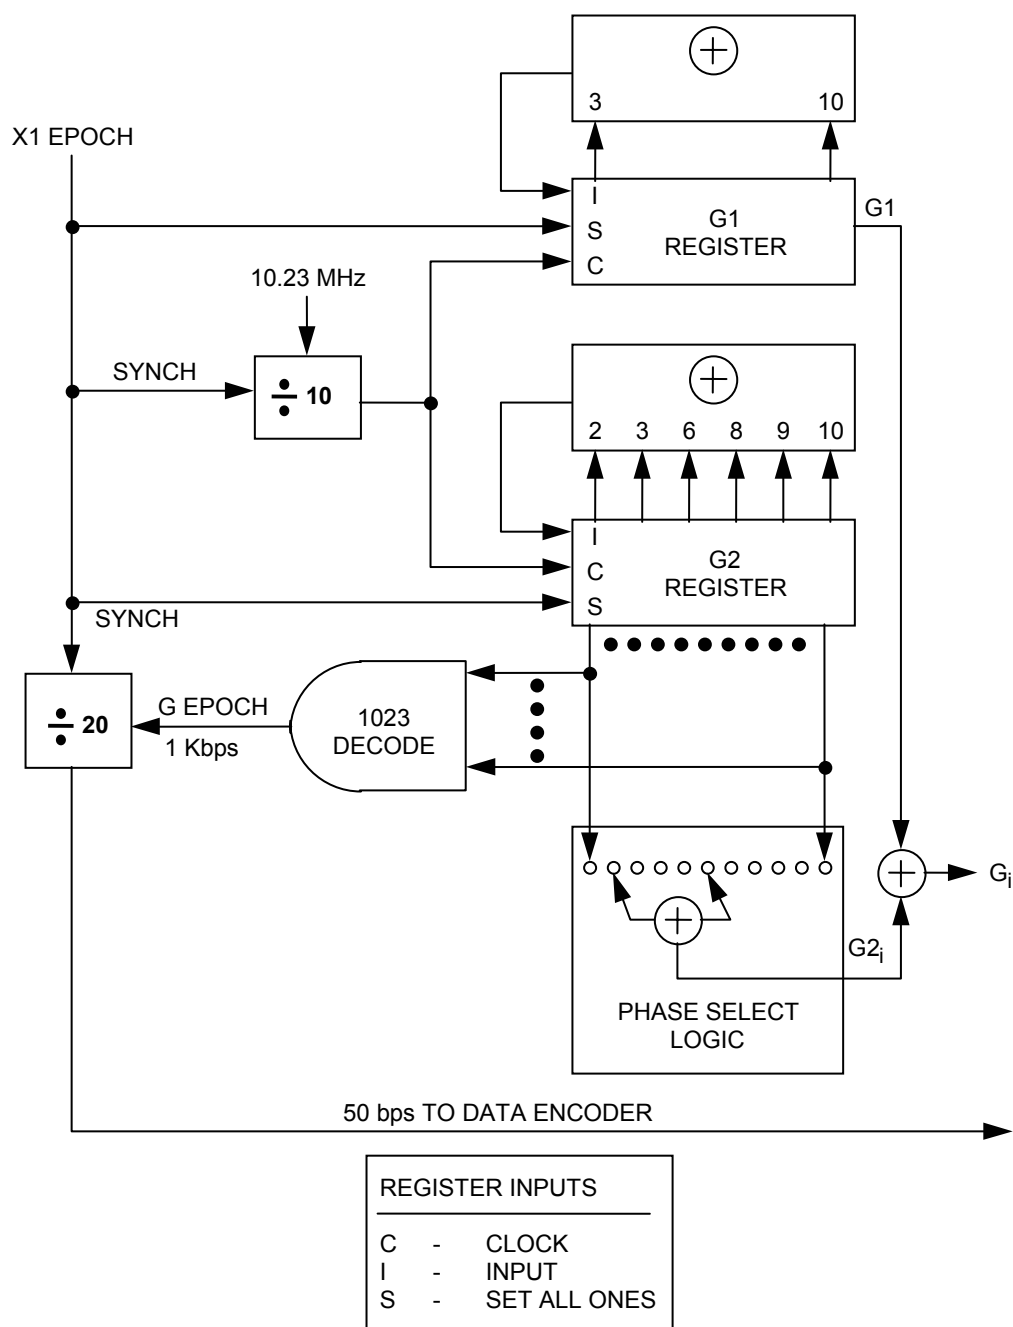 X1 EPOCH
3 10
I
S
C
G1
REGISTER
G1
10.23 MHz
SYNCH
÷ 10
2 3 6 8 9 10
I
C
S
G2
REGISTER
SYNCH
÷ 20
G EPOCH
1 Kbps
1023
DECODE
Gi
G2i
PHASE SELECT
LOGIC
50 bps TO DATA ENCODER
REGISTER INPUTS
C - CLOCK
I - INPUT
S - SET ALL ONES